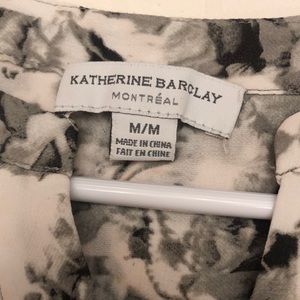 KATHERINE BARCLAY
MONTRÉAL
M/M
MADE IN CHINA
FAIT EN CHINE